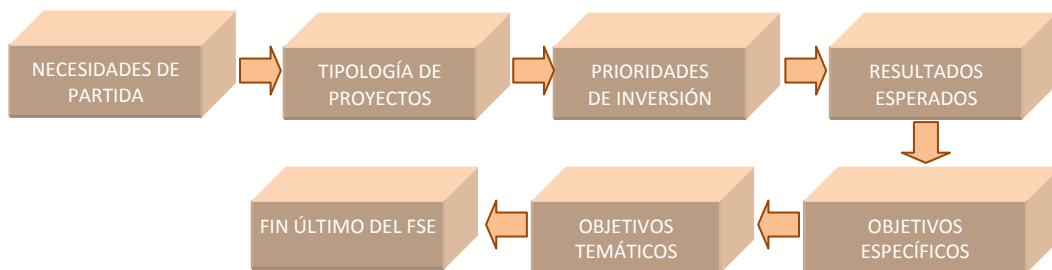 NECESIDADES DE
PARTIDA
TIPOLOGÍA DE
PROYECTOS
PRIORIDADES
DE INVERSIÓN
RESULTADOS
ESPERADOS
OBJETIVOS
ESPECÍFICOS
OBJETIVOS
TEMÁTICOS
FIN ÚLTIMO DEL FSE